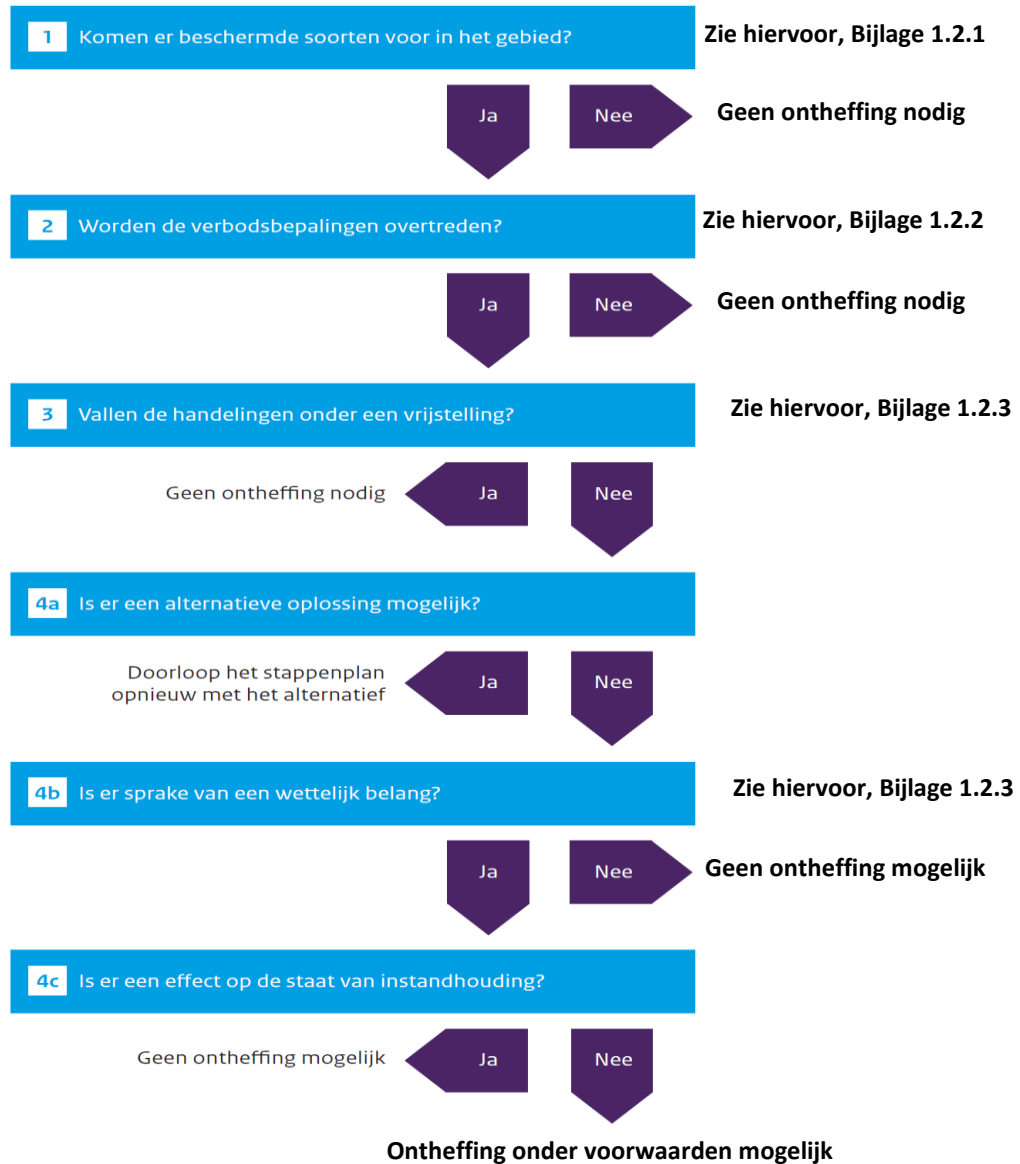 1 Komen er beschermde soorten voor in het gebied? Zie hiervoor, Bijlage 1.2.1
Ja Nee Geen ontheffing nodig
2 Worden de verbodsbepalingen overtreden? Zie hiervoor, Bijlage 1.2.2
Ja Nee Geen ontheffing nodig
3 Vallen de handelingen onder een vrijstelling? Zie hiervoor, Bijlage 1.2.3
Geen ontheffing nodig Ja Nee
4a Is er een alternatieve oplossing mogelijk?
Doorloop het stappenplan
opnieuw met het alternatief Ja Nee
4b Is er sprake van een wettelijk belang? Zie hiervoor, Bijlage 1.2.3
Ja Nee Geen ontheffing mogelijk
4c Is er een effect op de staat van instandhouding?
Geen ontheffing mogelijk Ja Nee
Ontheffing onder voorwaarden mogelijk